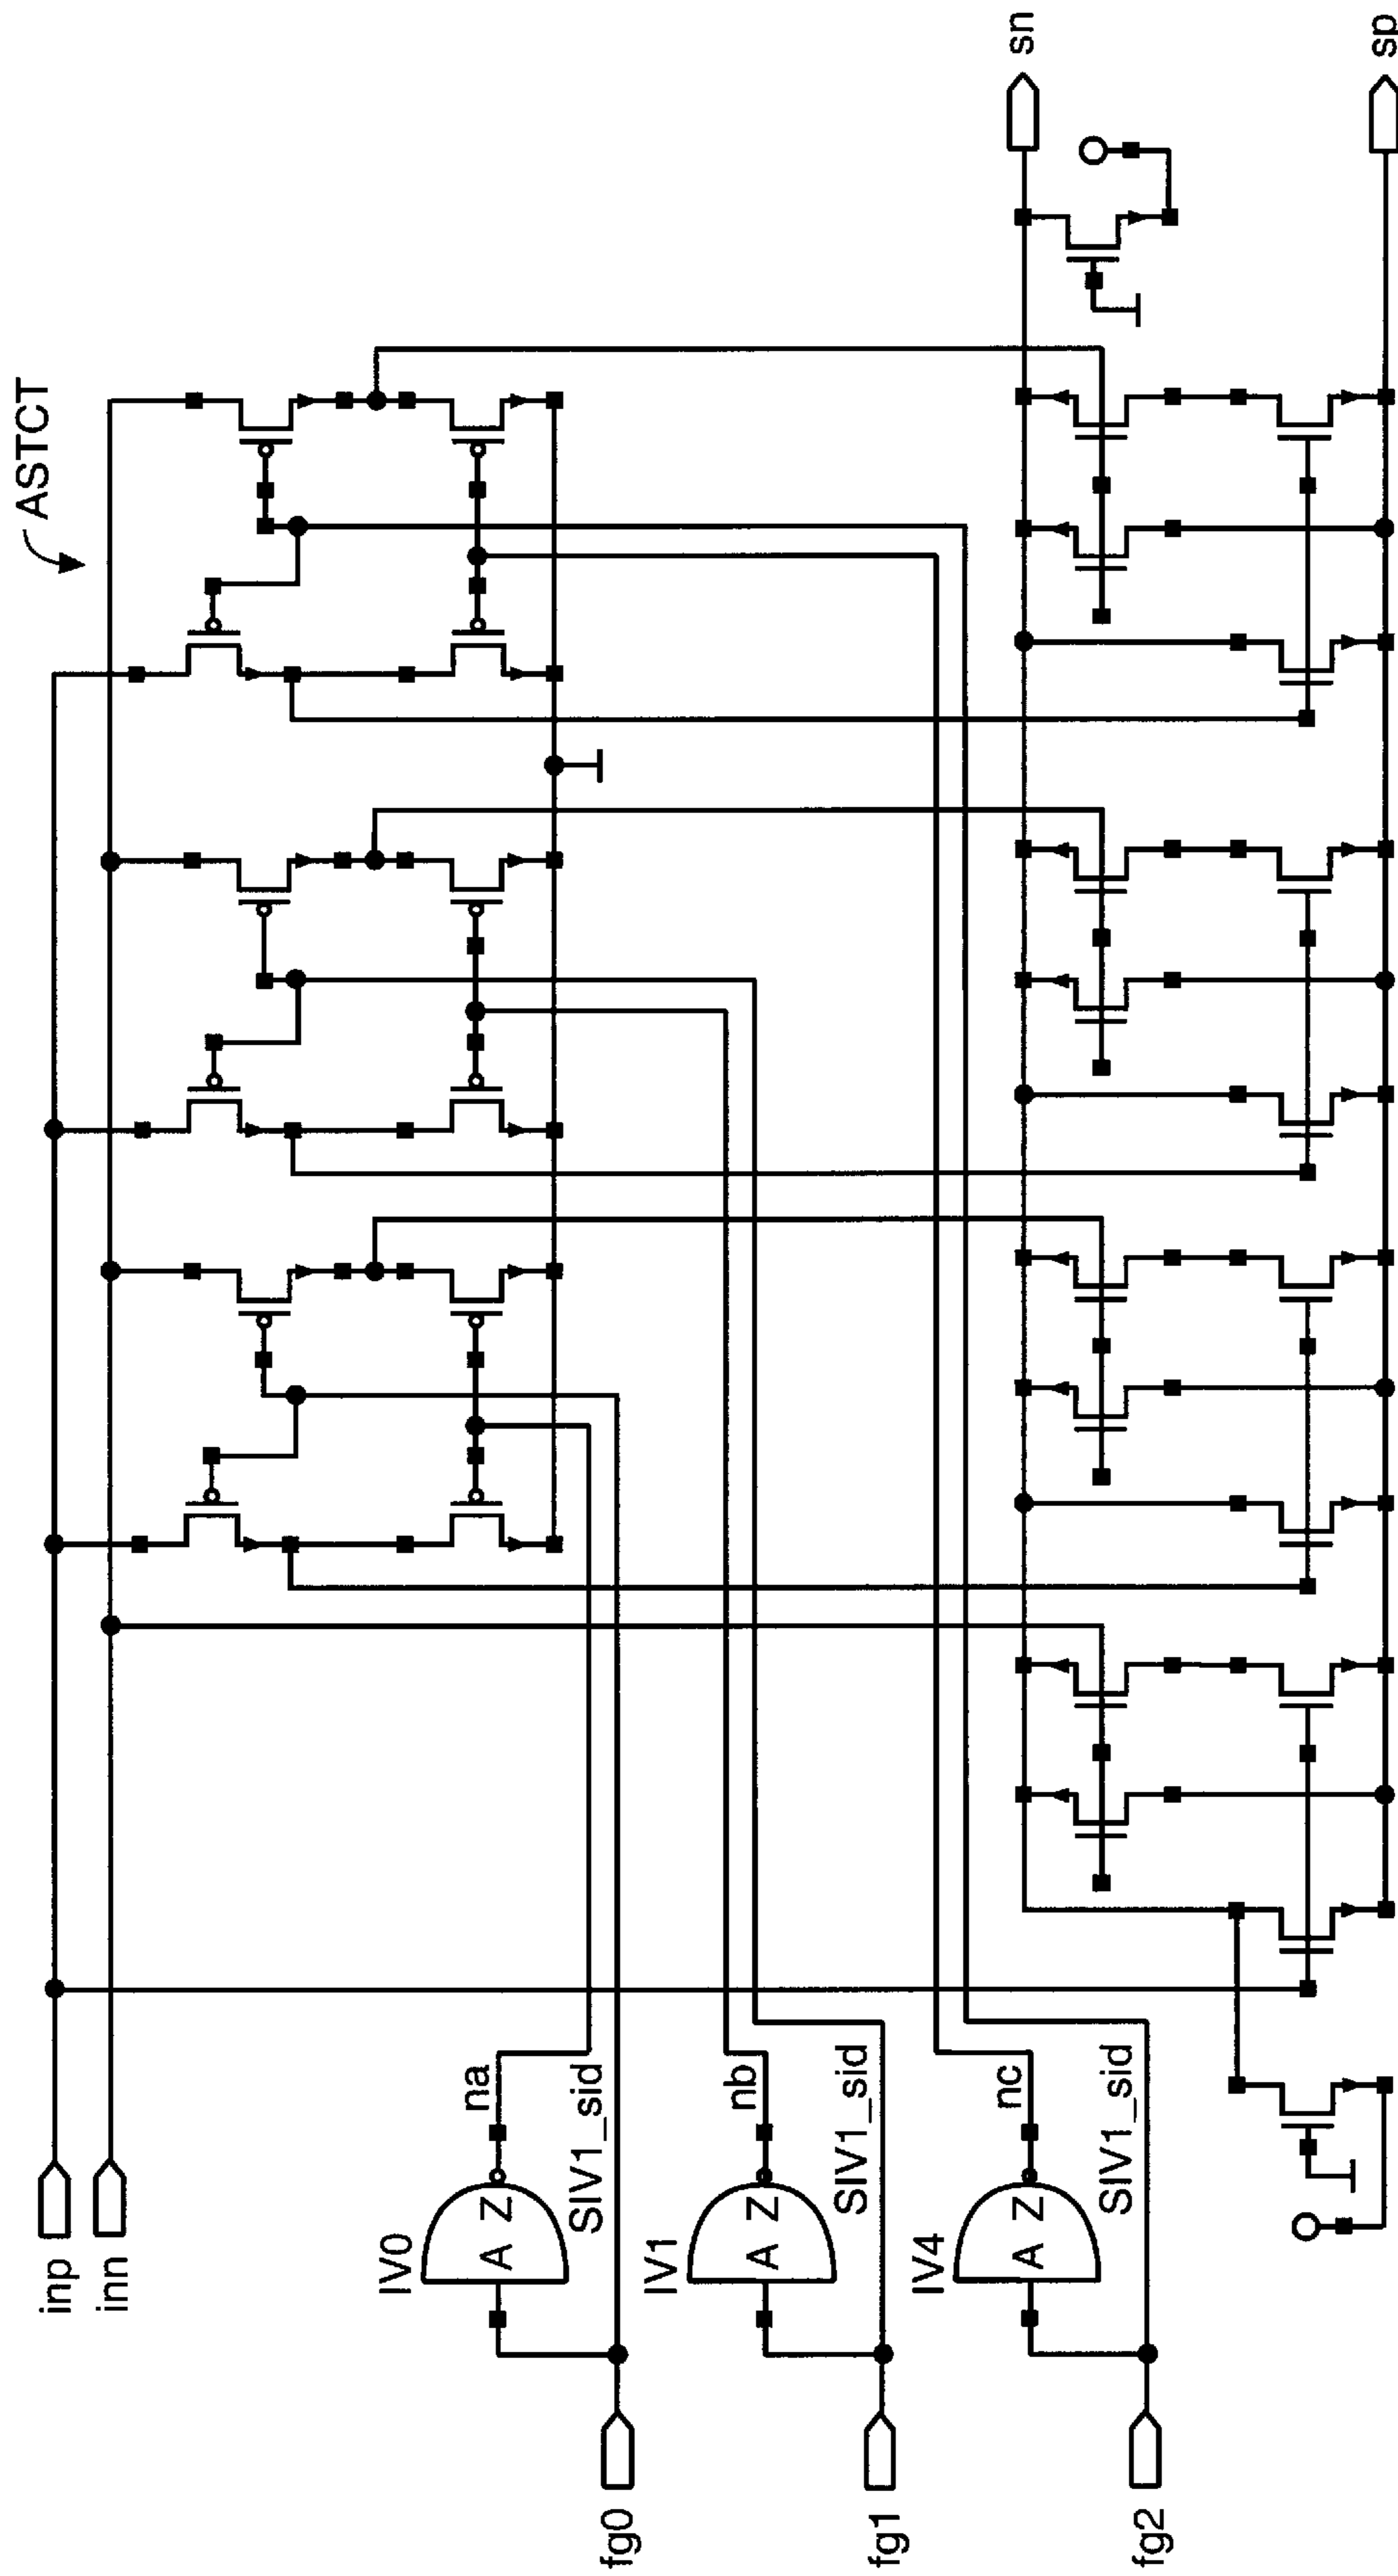 ASTCT
inp
inn
IV0
A Z
na
SIV1_sid
fg0
IV1
A Z
nb
SIV1_sid
fg1
IV4
A Z
nc
SIV1_sid
fg2
sn
sp